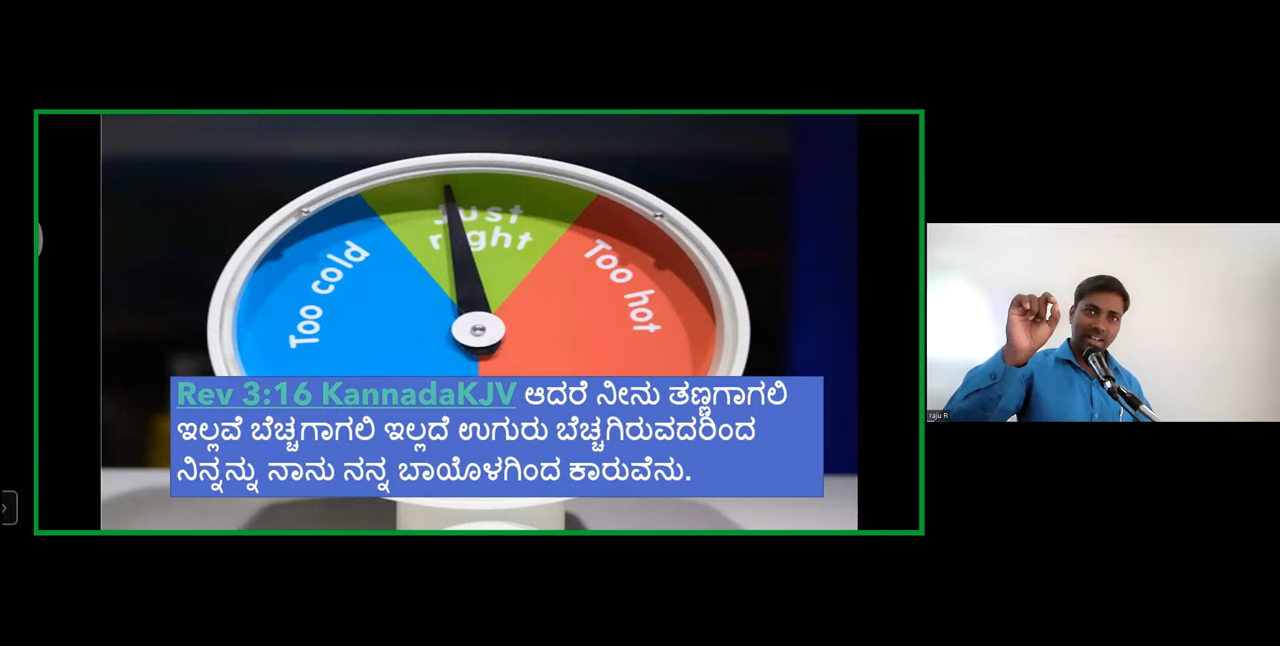 Too cold
Just
right
Too hot
Rev 3:16 KannadaKJV ಆದರೆ ನೀನು ತಣ್ಣಗಾಗಲಿ
ಇಲ್ಲವೆ ಬೆಚ್ಚಗಾಗಲಿ ಇಲ್ಲದೆ ಉಗುರು ಬೆಚ್ಚಗಿರುವದರಿಂದ
ನಿನ್ನನ್ನು ನಾನು ನನ್ನ ಬಾಯೊಳಗಿಂದ ಕಾರುವೆನು.
raju R